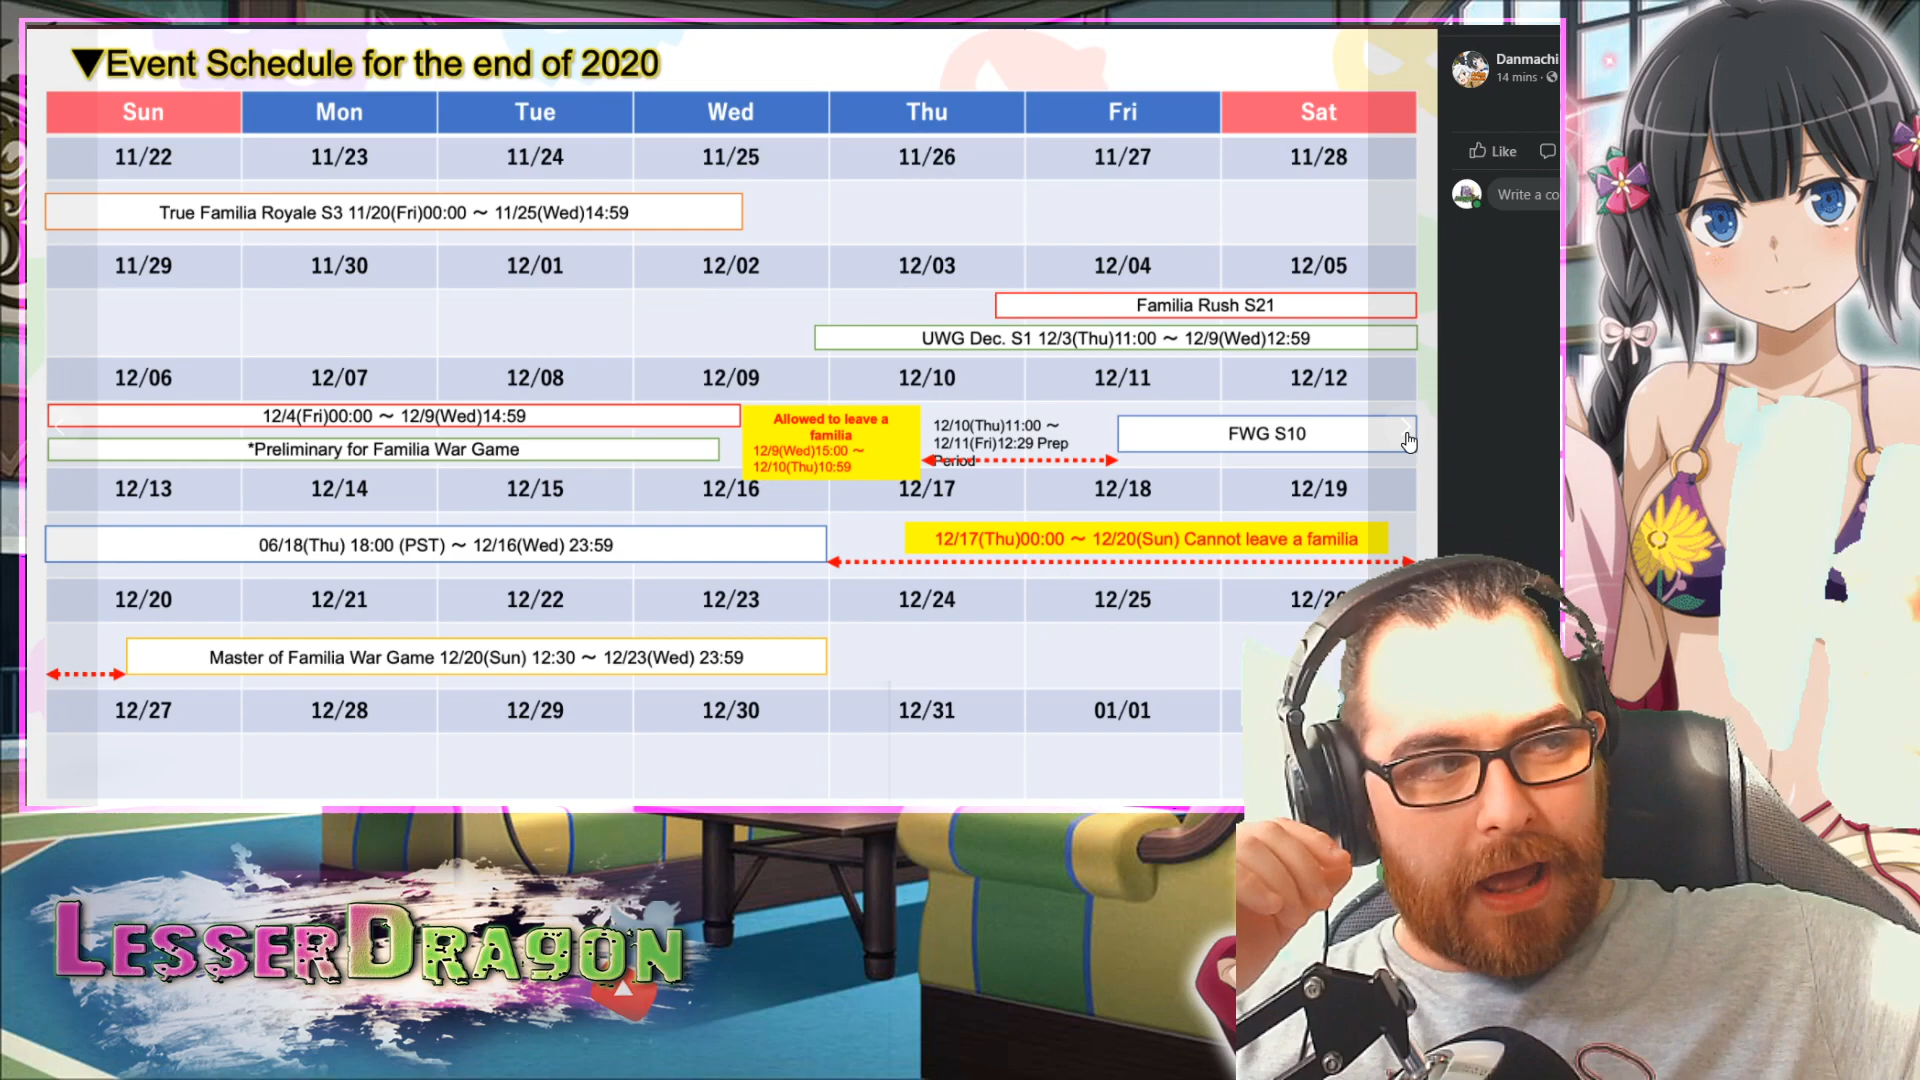 ▼Event Schedule for the end of 2020
Sun Mon Tue Wed Thu Fri Sat
11/22 11/23 11/24 11/25 11/26 11/27 11/28
True Familia Royale S3 11/20(Fri)00:00 ～ 11/25(Wed)14:59
11/29 11/30 12/01 12/02 12/03 12/04 12/05
Familia Rush S21
UWG Dec. S1 12/3(Thu)11:00 ～ 12/9(Wed)12:59
12/06 12/07 12/08 12/09 12/10 12/11 12/12
12/4(Fri)00:00 ～ 12/9(Wed)14:59
*Preliminary for Familia War Game
Allowed to leave a
familia
12/9(Wed)15:00 ～
12/10(Thu)10:59
12/10(Thu)11:00 ～
12/11(Fri)12:29 Prep
Period
FWG S10
12/13 12/14 12/15 12/16 12/17 12/18 12/19
06/18(Thu) 18:00 (PST) ～ 12/16(Wed) 23:59
12/17(Thu)00:00 ～ 12/20(Sun) Cannot leave a familia
12/20 12/21 12/22 12/23 12/24 12/25
Master of Familia War Game 12/20(Sun) 12:30 ～ 12/23(Wed) 23:59
12/27 12/28 12/29 12/30 12/31 01/01
Danmachi
14 mins ·
Like
Write a co
LESSERDRAGON